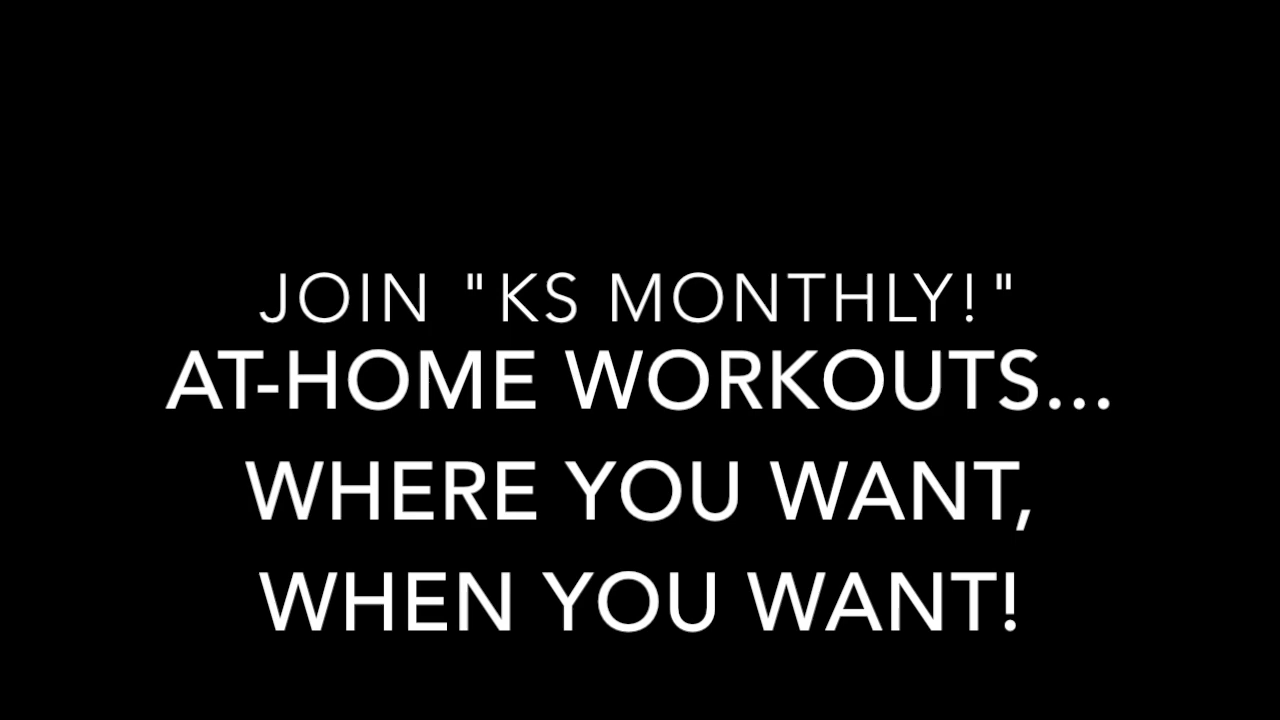 JOIN "KS MONTHLY!"
AT-HOME WORKOUTS...
WHERE YOU WANT,
WHEN YOU WANT!